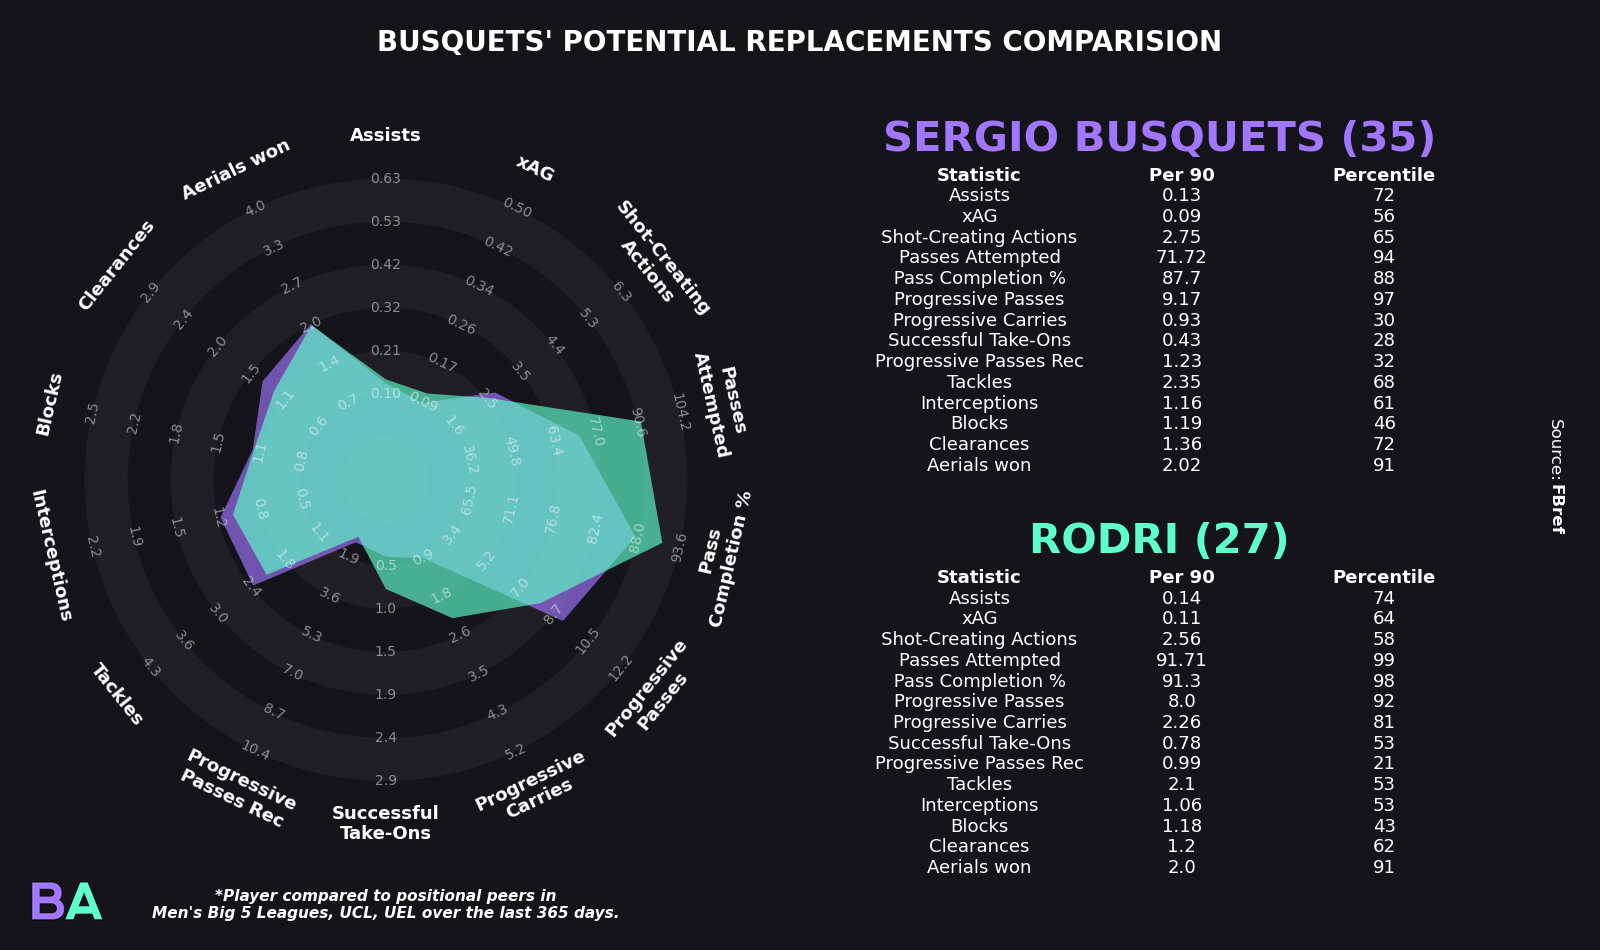 BUSQUETS' POTENTIAL REPLACEMENTS COMPARISION
Assists
xAG
Shot-Creating
Actions
Passes
Attempted
Pass
Completion %
Progressive
Passes
Progressive
Carries
Successful
Take-Ons
Progressive
Passes Rec
Tackles
Interceptions
Blocks
Clearances
Aerials won
0.10 0.21 0.32 0.42 0.53 0.63
0.09 0.17 0.26 0.34 0.42 0.50
1.6 2.5 3.5 4.4 5.3 6.3
36.2 49.8 63.4 77.0 90.6 104.2
65.5 71.1 76.8 82.4 88.0 93.6
3.4 5.2 7.0 8.7 10.5 12.2
0.9 1.8 2.6 3.5 4.3 5.2
0.5 1.0 1.5 1.9 2.4 2.9
1.9 3.6 5.3 7.0 8.7 10.4
1.1 1.8 2.4 3.0 3.6 4.3
0.5 0.8 1.2 1.5 1.9 2.2
0.8 1.1 1.5 1.8 2.2 2.5
0.6 1.1 1.5 2.0 2.4 2.9
0.7 1.4 2.0 2.7 3.3 4.0
SERGIO BUSQUETS (35)
Statistic Per 90 Percentile
Assists 0.13 72
xAG 0.09 56
Shot-Creating Actions 2.75 65
Passes Attempted 71.72 94
Pass Completion % 87.7 88
Progressive Passes 9.17 97
Progressive Carries 0.93 30
Successful Take-Ons 0.43 28
Progressive Passes Rec 1.23 32
Tackles 2.35 68
Interceptions 1.16 61
Blocks 1.19 46
Clearances 1.36 72
Aerials won 2.02 91
RODRI (27)
Statistic Per 90 Percentile
Assists 0.14 74
xAG 0.11 64
Shot-Creating Actions 2.56 58
Passes Attempted 91.71 99
Pass Completion % 91.3 98
Progressive Passes 8.0 92
Progressive Carries 2.26 81
Successful Take-Ons 0.78 53
Progressive Passes Rec 0.99 21
Tackles 2.1 53
Interceptions 1.06 53
Blocks 1.18 43
Clearances 1.2 62
Aerials won 2.0 91
Source: FBref
BA
*Player compared to positional peers in
Men's Big 5 Leagues, UCL, UEL over the last 365 days.